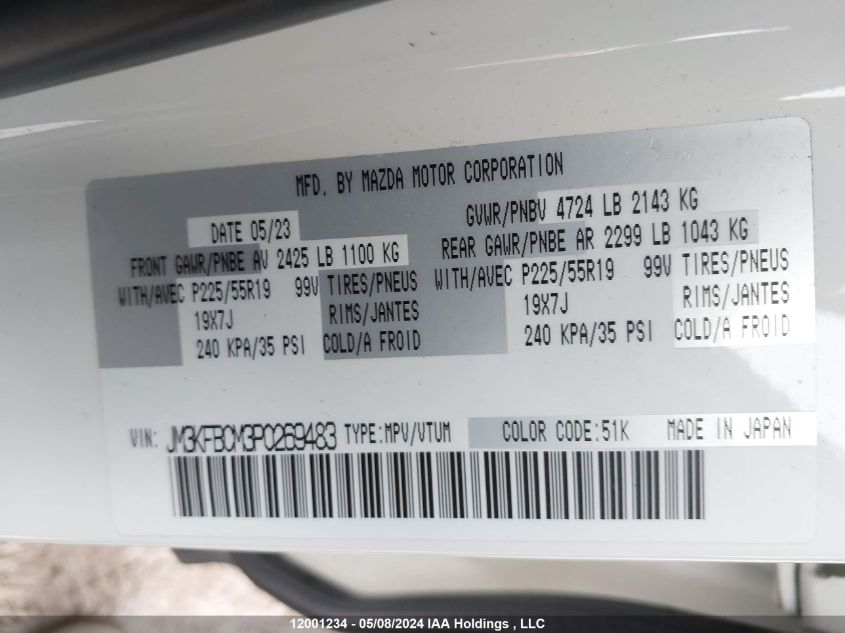 MFD. BY MAZDA MOTOR CORPORATION
DATE 05/23
GVWR/PNBV 4724 LB 2143 KG
FRONT GAWR/PNBE AV 2425 LB 1100 KG
REAR GAWR/PNBE AR 2299 LB 1043 KG
WITH/AVEC P225/55R19 99V TIRES/PNEUS
WITH/AVEC P225/55R19 99V TIRES/PNEUS
19X7J RIMS/JANTES
19X7J RIMS/JANTES
240 KPA/35 PSI COLD/A FROID
240 KPA/35 PSI COLD/A FROID
VIN: JM3KFBCM3P0269483 TYPE:MPV/VTUM COLOR CODE:51K MADE IN JAPAN
12001234 - 05/08/2024 IAA Holdings , LLC